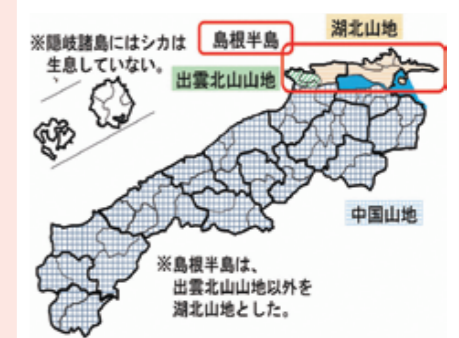 ※隠岐諸島にはシカは
生息していない。
島根半島
湖北山地
出雲北山山地
中国山地
※島根半島は、
出雲北山山地以外を
湖北山地とした。